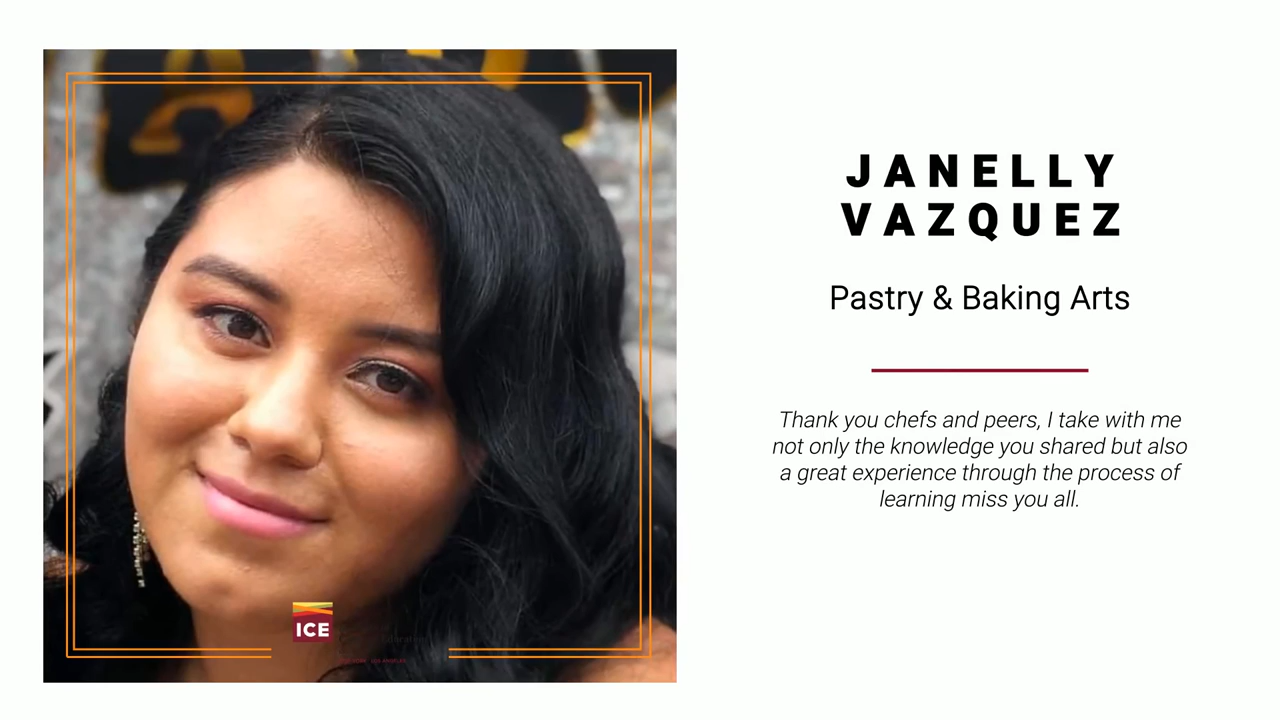 JANELLY
VAZQUEZ
Pastry & Baking Arts
Thank you chefs and peers, I take with me
not only the knowledge you shared but also
a great experience through the process of
learning miss you all.
ICE